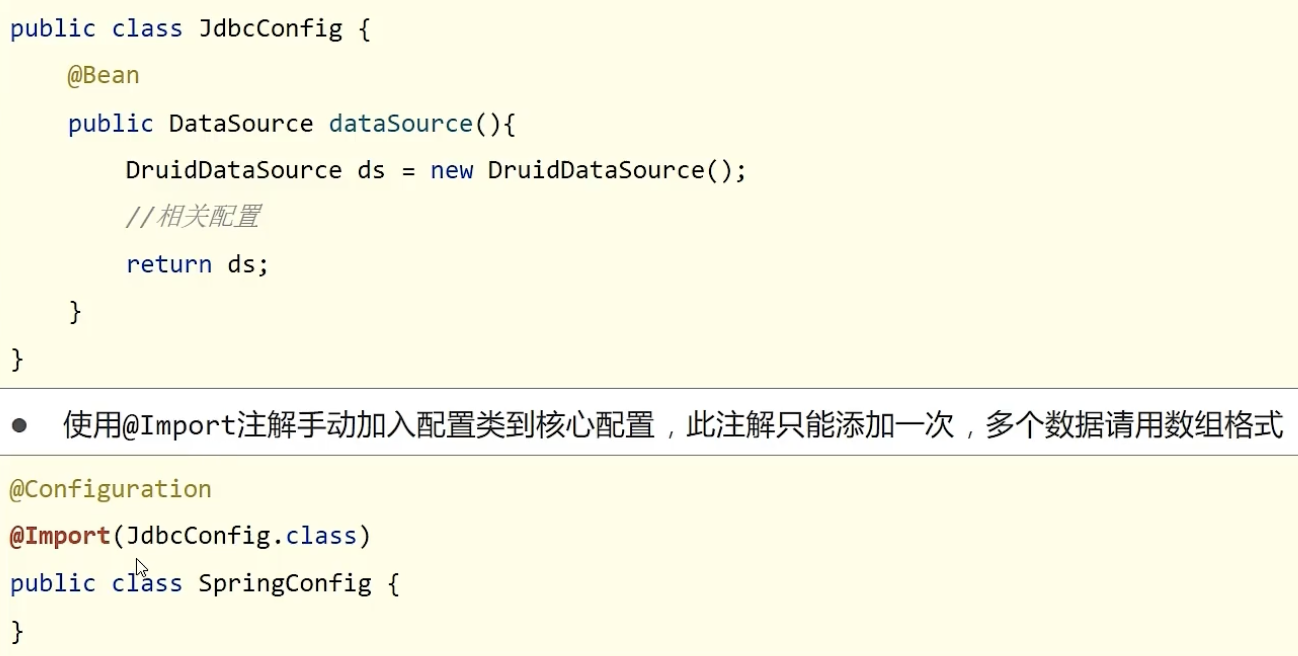 public class JdbcConfig {
@Bean
public DataSource dataSource(){
DruidDataSource ds = new DruidDataSource();
//相关配置
return ds;
}
}
● 使用@Import注解手动加入配置类到核心配置，此注解只能添加一次，多个数据请用数组格式
@Configuration
@Import(JdbcConfig.class)
public class SpringConfig {
}